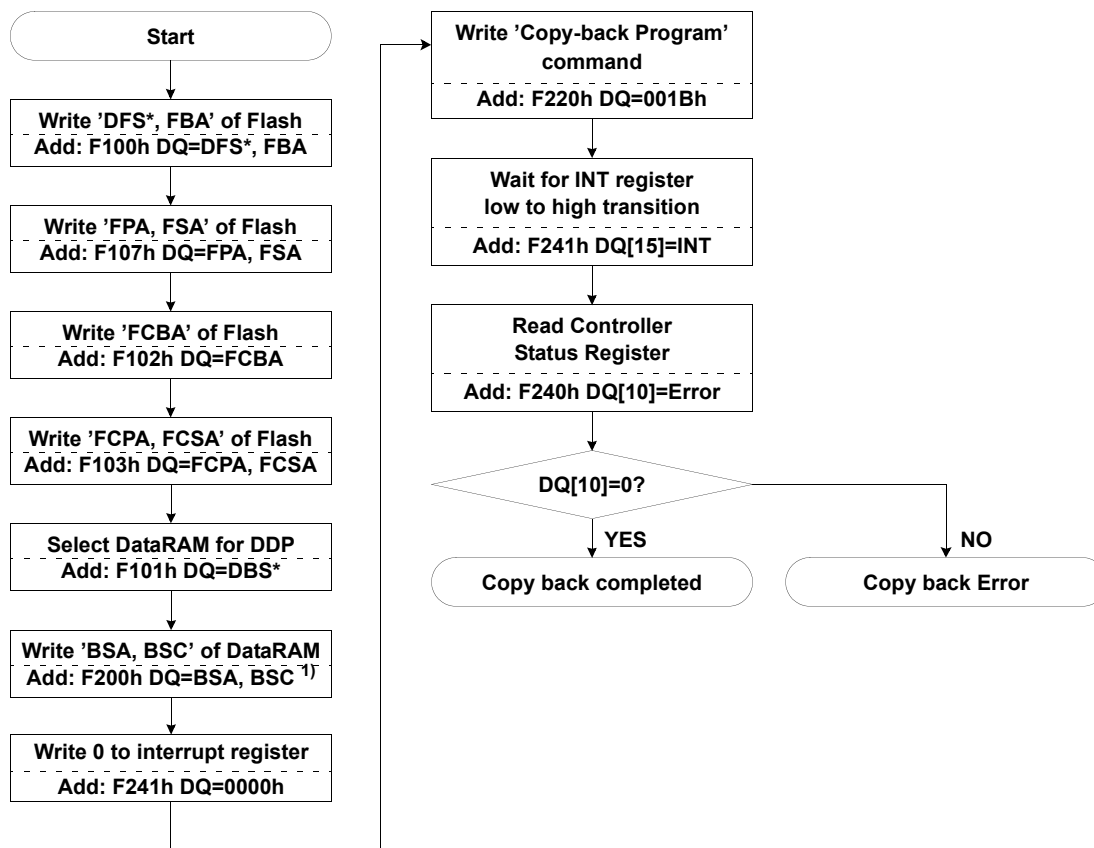 Start
Write ’DFS*, FBA’ of Flash
Add: F100h DQ=DFS*, FBA
Write ’FPA, FSA’ of Flash
Add: F107h DQ=FPA, FSA
Write ’FCBA’ of Flash
Add: F102h DQ=FCBA
Write ’FCPA, FCSA’ of Flash
Add: F103h DQ=FCPA, FCSA
Select DataRAM for DDP
Add: F101h DQ=DBS*
Write ’BSA, BSC’ of DataRAM
Add: F200h DQ=BSA, BSC 1)
Write 0 to interrupt register
Add: F241h DQ=0000h
Write ’Copy-back Program’
command
Add: F220h DQ=001Bh
Wait for INT register
low to high transition
Add: F241h DQ[15]=INT
Read Controller
Status Register
Add: F240h DQ[10]=Error
DQ[10]=0?
YES
NO
Copy back completed
Copy back Error